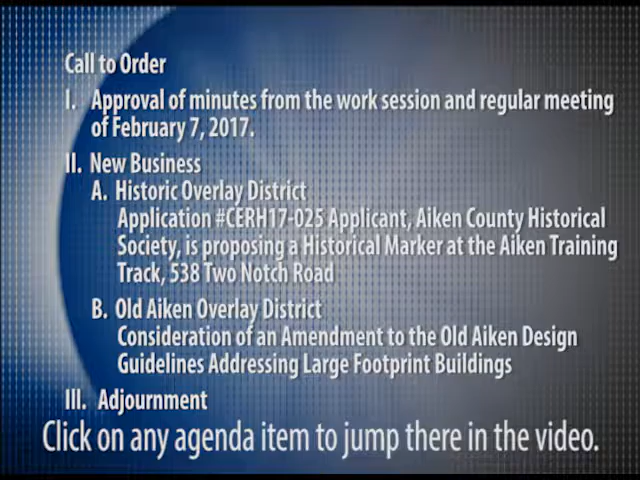 Call to Order
I. Approval of minutes from the work session and regular meeting
of February 7, 2017.
II. New Business
A. Historic Overlay District
Application #CERH17-025 Applicant, Aiken County Historical
Society, is proposing a Historical Marker at the Aiken Training
Track, 538 Two Notch Road
B. Old Aiken Overlay District
Consideration of an Amendment to the Old Aiken Design
Guidelines Addressing Large Footprint Buildings
III. Adjournment
Click on any agenda item to jump there in the video.